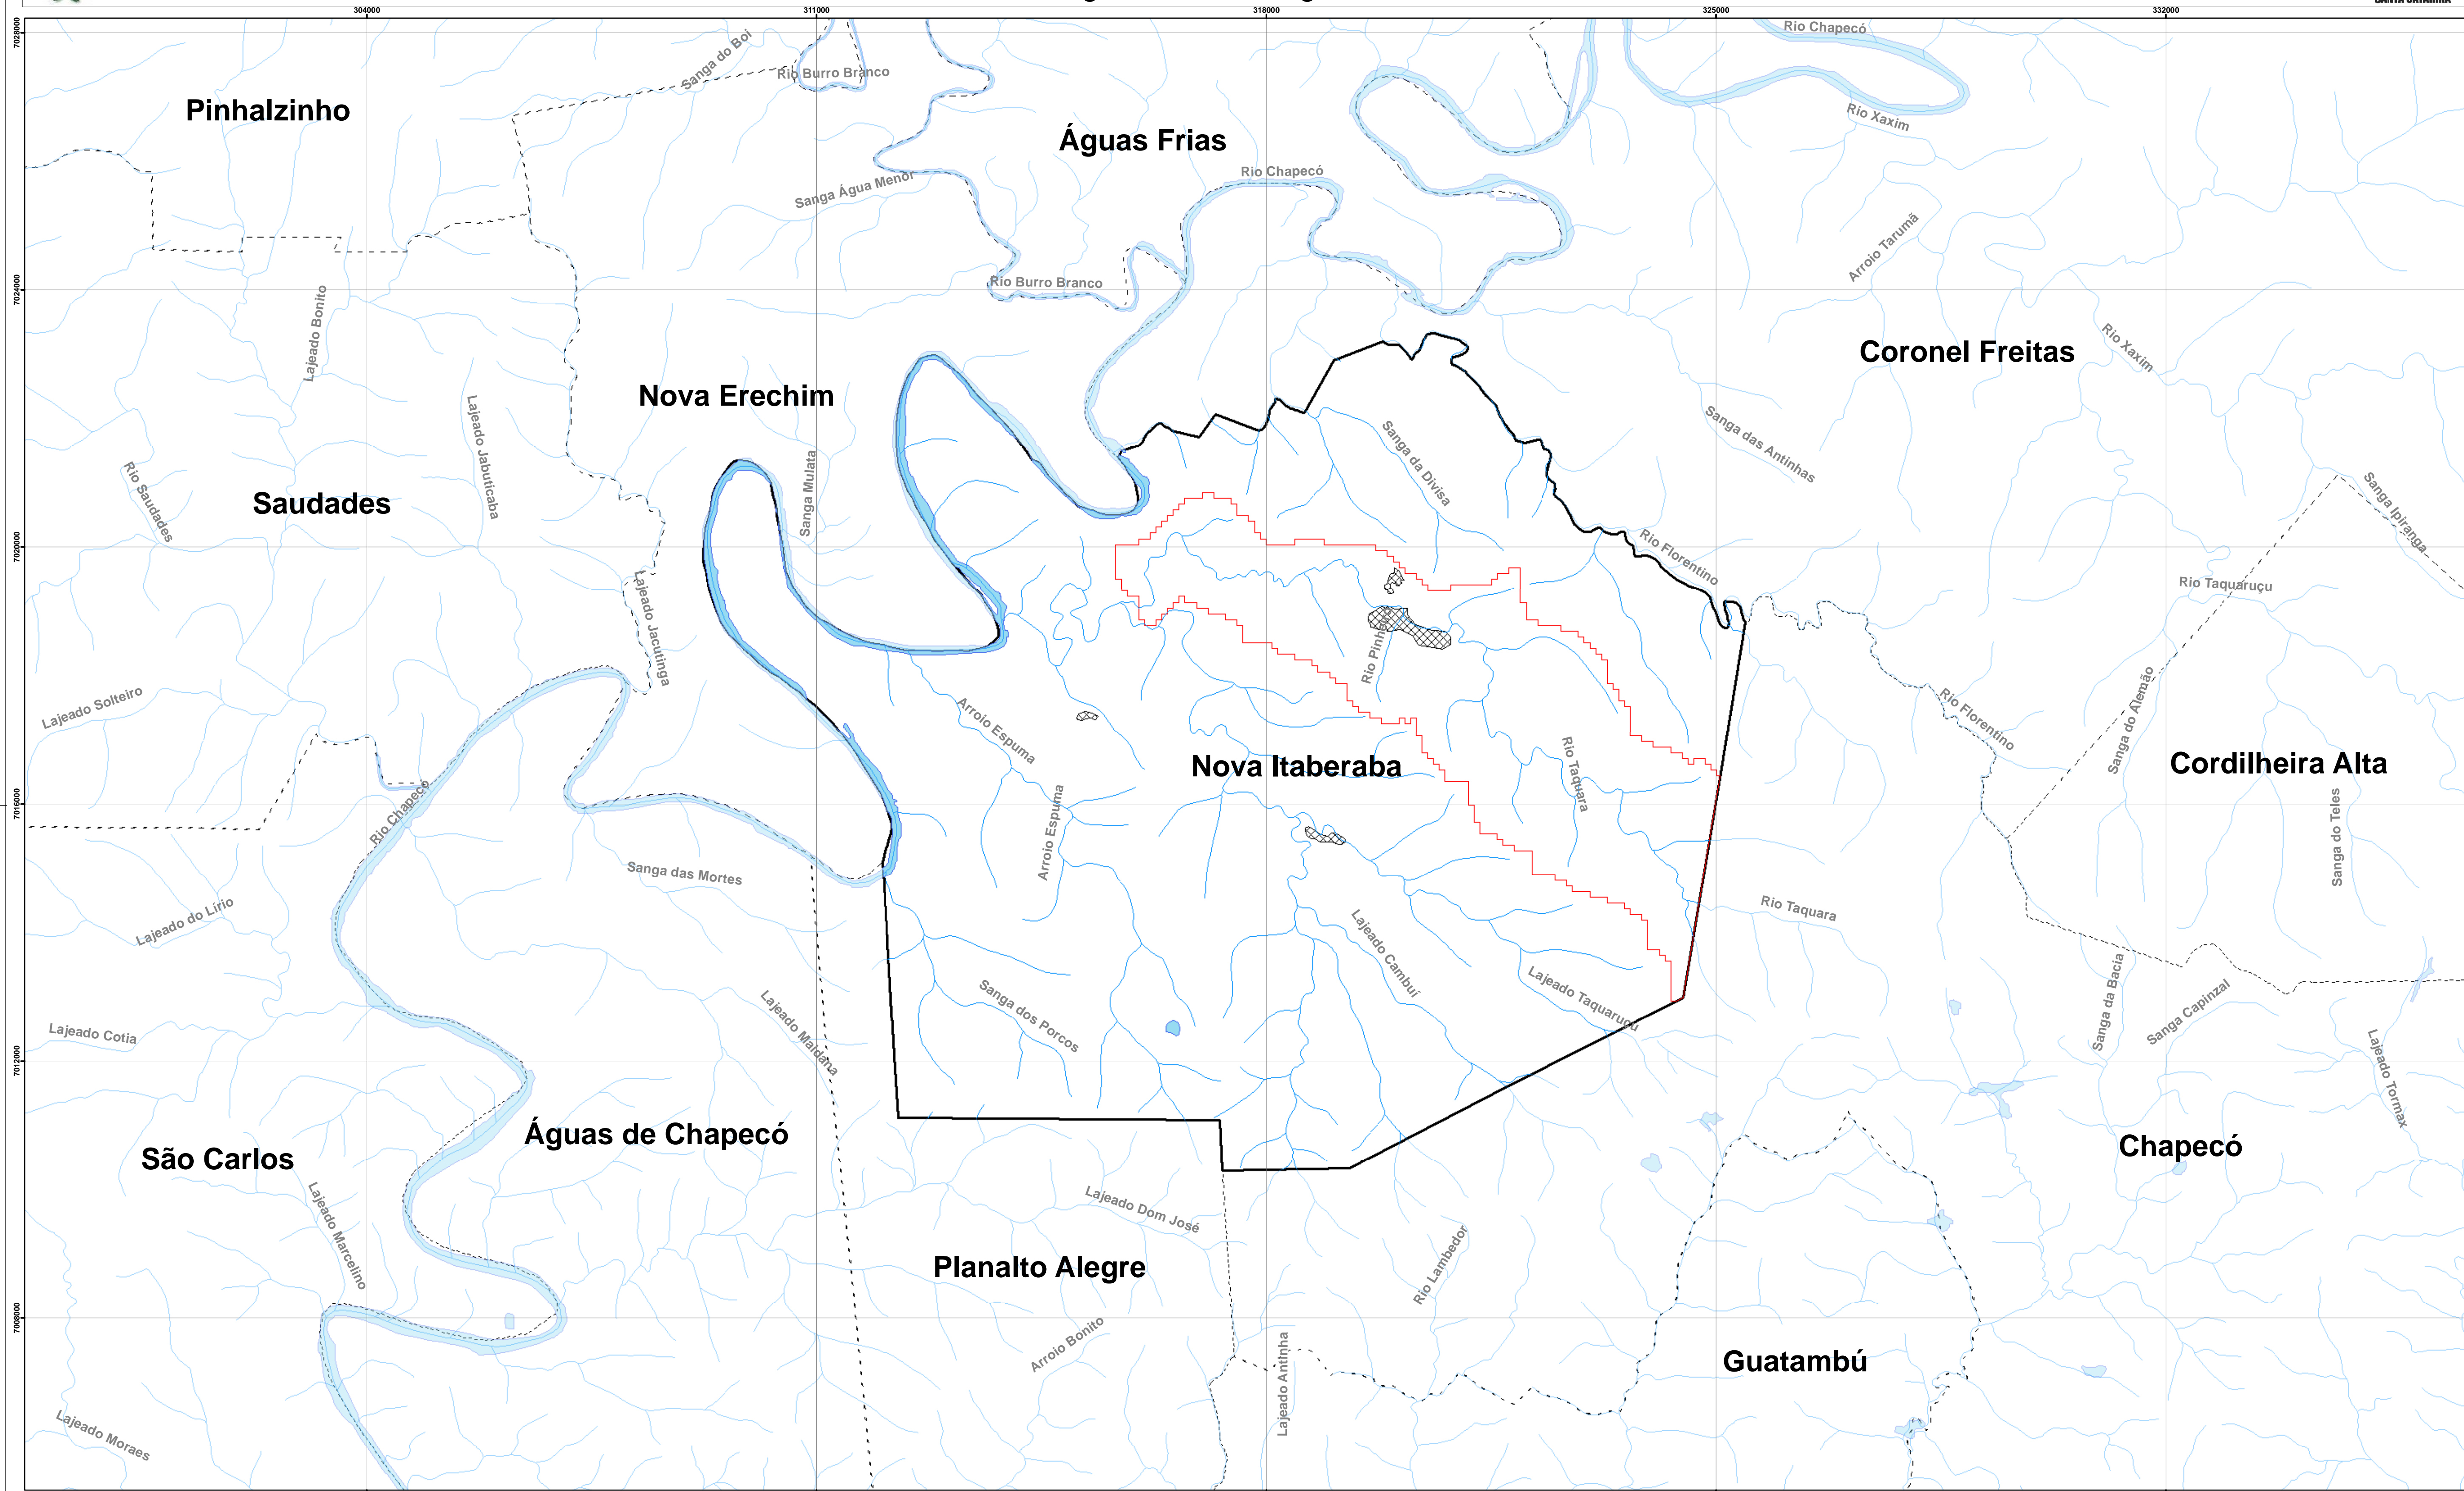 304000
311000
318000
325000
332000
7028000
7024000
7020000
7016000
7012000
7008000
Rio Chapecó
Sanga do Boi
Rio Burro Branco
Pinhalzinho
Rio Xaxim
Águas Frias
Rio Chapecó
Sanga Água Menor
Arroio Tarumã
Rio Burro Branco
Lajeado Bonito
Coronel Freitas
Rio Xaxim
Nova Erechim
Lajeado Jabuticaba
Sanga das Antinhas
Sanga da Divisa
Sanga Mulata
Rio Saudades
Saudades
Sanga Ipiranga
Rio Florentino
Rio Taquaruçu
Lajeado Jacutinga
Lajeado Solteiro
Arroio Espuma
Sanga do Alemão
Rio Florentino
Nova Itaberaba
Rio Taquara
Cordilheira Alta
Rio Chapecó
Arroio Espuma
Sanga do Teles
Sanga das Mortes
Lajeado do Lírio
Rio Taquara
Lajeado Cambuí
Lajeado Taquaruçu
Sanga dos Porcos
Lajeado Maidana
Sanga da Bacia
Sanga Capinzal
Lajeado Cotia
Lajeado Tormax
Águas de Chapecó
São Carlos
Chapecó
Lajeado Marcelino
Lajeado Dom José
Planalto Alegre
Rio Lambedor
Arroio Bonito
Lajeado Antinha
Guatambú
Lajeado Moraes